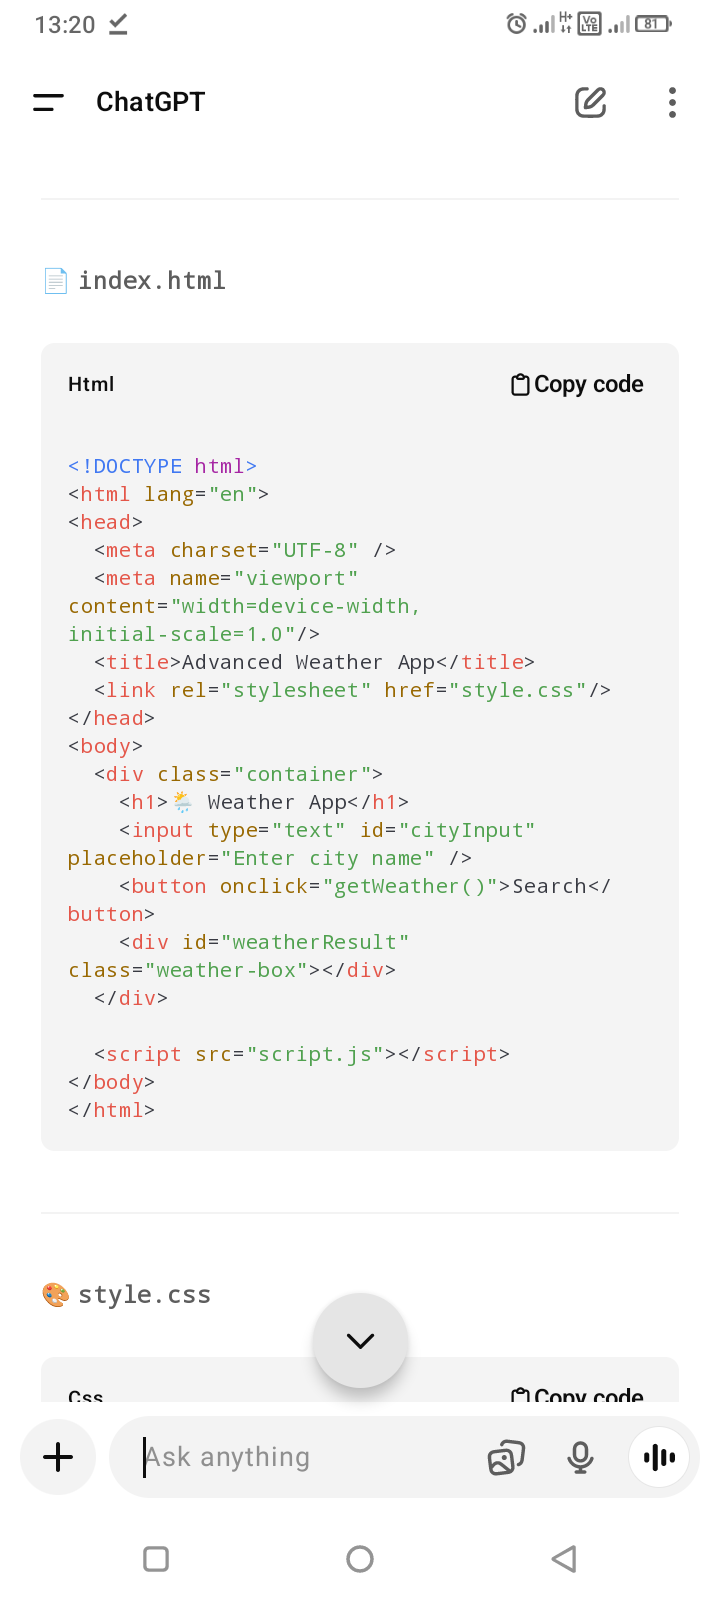 13:20
H+
Vo
LTE
81
ChatGPT
index.html
Html
Copy code
<!DOCTYPE html>
<html lang="en">
<head>
  <meta charset="UTF-8" />
  <meta name="viewport"
content="width=device-width,
initial-scale=1.0"/>
  <title>Advanced Weather App</title>
  <link rel="stylesheet" href="style.css"/>
</head>
<body>
  <div class="container">
    <h1>🌦️ Weather App</h1>
    <input type="text" id="cityInput"
placeholder="Enter city name" />
    <button onclick="getWeather()">Search</
button>
    <div id="weatherResult"
class="weather-box"></div>
  </div>
  <script src="script.js"></script>
</body>
</html>
style.css
Css
Copy code
Ask anything